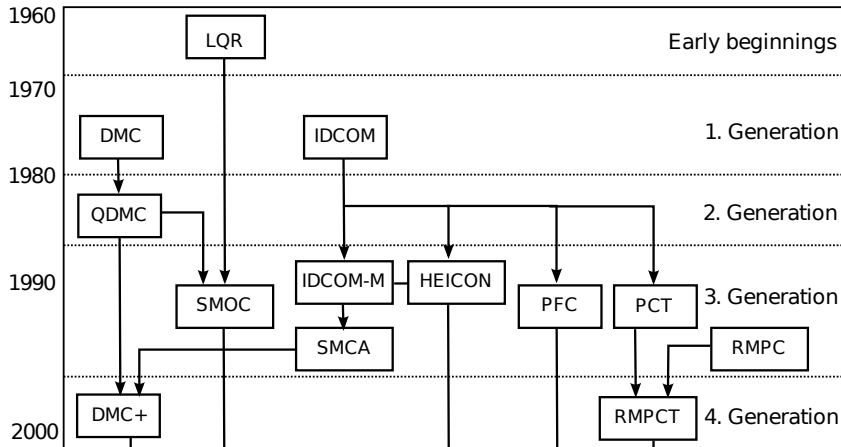 1960
LQR
Early beginnings
1970
DMC
IDCOM
1. Generation
1980
QDMC
2. Generation
1990
IDCOM-M
HEICON
SMOC
PFC
PCT
3. Generation
SMCA
RMPC
DMC+
RMPCT
4. Generation
2000